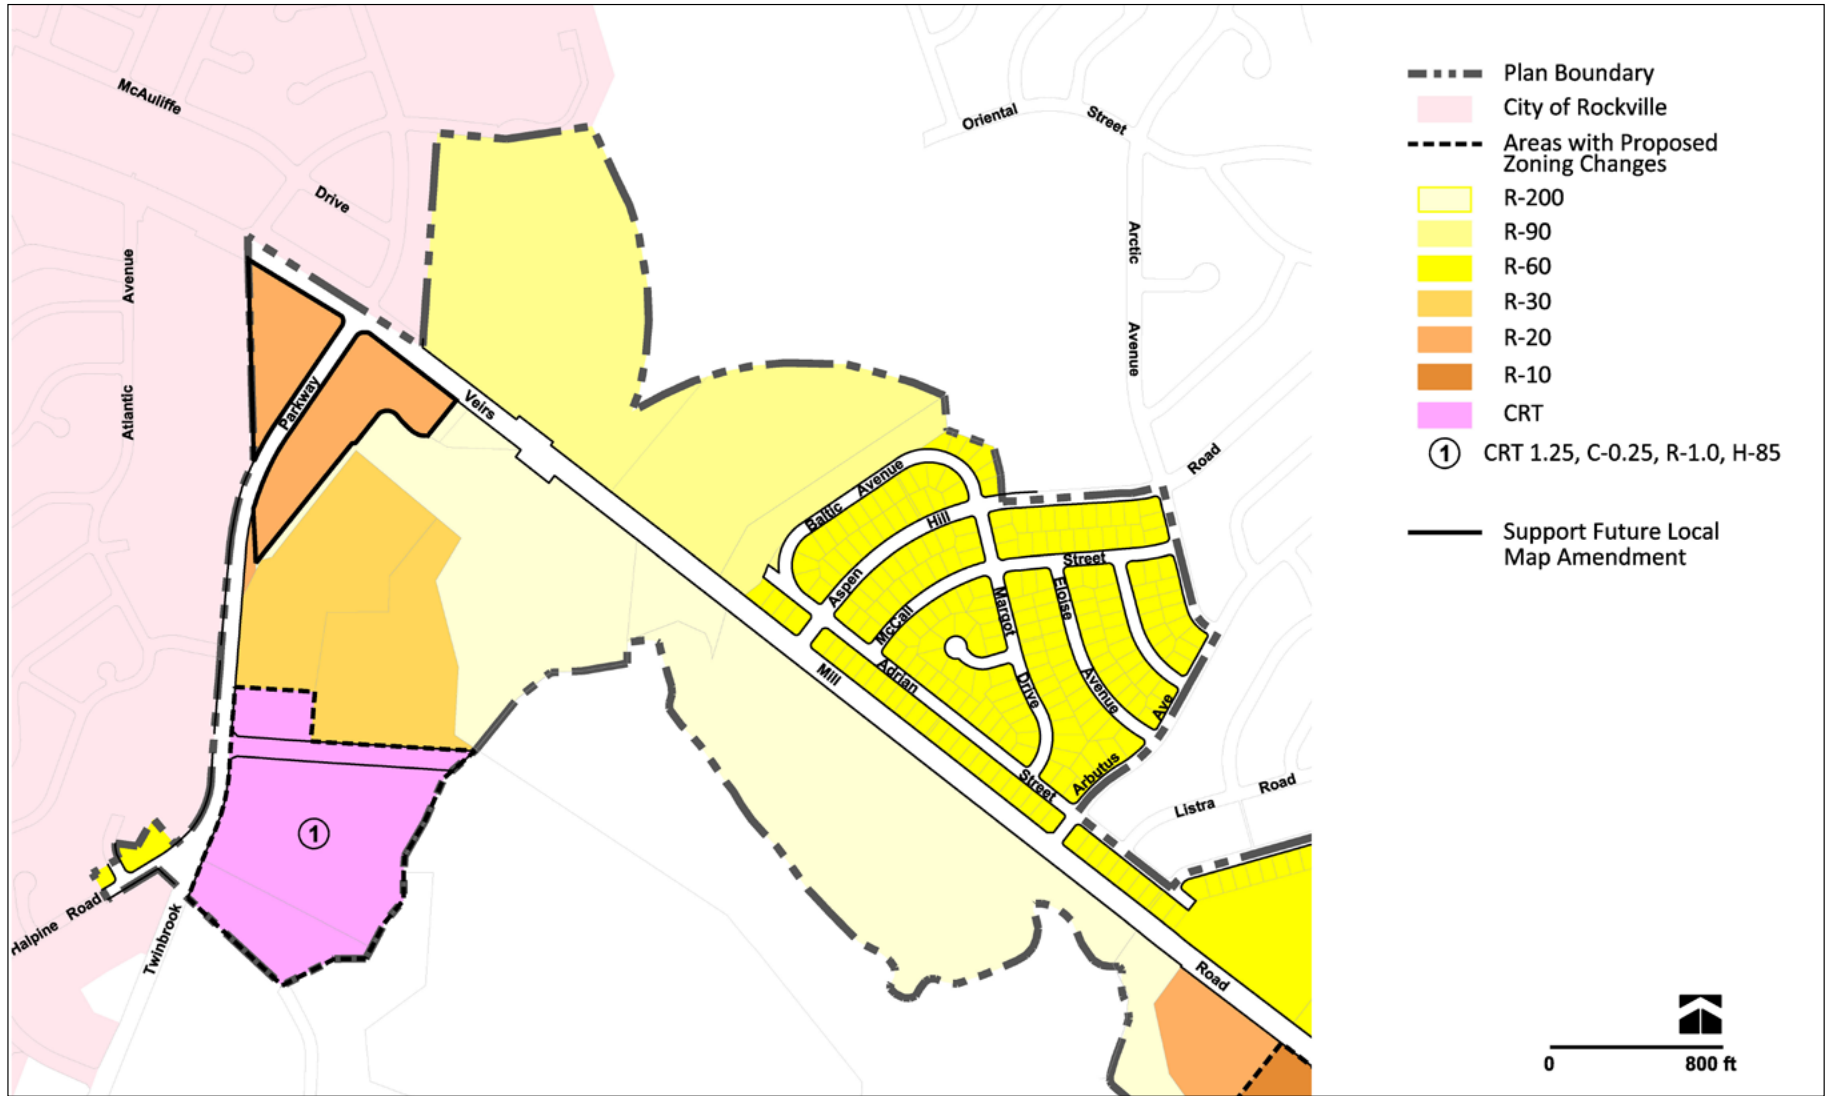 McAuliffe
Drive
Oriental
Street
Avenue
Atlantic
Arctic
Avenue
Road
Parkway
Veirs
Baltic
Avenue
Hill
Aspen
McCall
Street
Margot
Eloise
Adrian
Drive
Avenue
Ave
Mill
Street
Arbutus
Listra
Road
Halpine
Road
Twinbrook
Road
1
Plan Boundary
City of Rockville
Areas with Proposed
Zoning Changes
R-200
R-90
R-60
R-30
R-20
R-10
CRT
1 CRT 1.25, C-0.25, R-1.0, H-85
Support Future Local
Map Amendment
0 800 ft